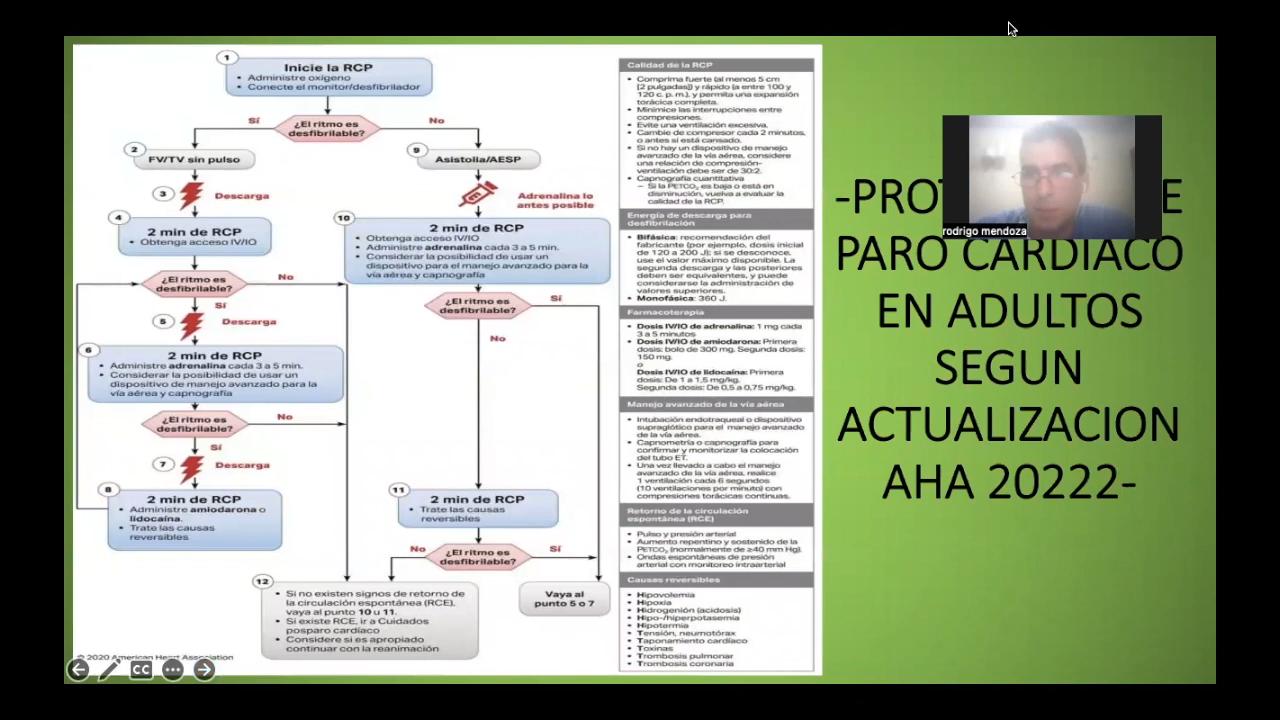 1
Inicie la RCP
• Administre oxígeno
• Conecte el monitor/desfibrilador
¿El ritmo es
desfibrilable?
Sí
No
2
FV/TV sin pulso
3
Descarga
4
2 min de RCP
• Obtenga acceso IV/IO
¿El ritmo es
desfibrilable?
No
Sí
5
Descarga
6
2 min de RCP
• Administre adrenalina cada 3 a 5 min.
• Considerar la posibilidad de usar un
dispositivo de manejo avanzado para la
vía aérea y capnografía
¿El ritmo es
desfibrilable?
No
Sí
7
Descarga
8
2 min de RCP
• Administre amiodarona o
lidocaína.
• Trate las causas
reversibles
9
Asistolia/AESP
Adrenalina lo
antes posible
10
2 min de RCP
• Obtenga acceso IV/IO
• Administre adrenalina cada 3 a 5 min.
• Considerar la posibilidad de usar un
dispositivo para el manejo avanzado para la
vía aérea y capnografía
¿El ritmo es
desfibrilable?
Sí
No
11
2 min de RCP
• Trate las causas
reversibles
No
¿El ritmo es
desfibrilable?
Sí
12
• Si no existen signos de retorno de
la circulación espontánea (RCE),
vaya al punto 10 u 11.
• Si existe RCE, ir a Cuidados
posparo cardíaco
• Considere si es apropiado
continuar con la reanimación
Vaya al
punto 5 o 7
© 2020 American Heart Association
CC
Calidad de la RCP
• Comprima fuerte (al menos 5 cm
[2 pulgadas]) y rápido (a entre 100 y
120 c. p. m.), y permita una expansión
torácica completa.
• Minimice las interrupciones entre
compresiones.
• Evite una ventilación excesiva.
• Cambie de compresor cada 2 minutos,
o antes si está cansado.
• Si no hay un dispositivo de manejo
avanzado de la vía aérea, considere
una relación de compresión-
ventilación debe ser de 30:2.
• Capnografía cuantitativa
– Si la PETCO2 es baja o está en
disminución, vuelva a evaluar la
calidad de la RCP.
Energía de descarga para
desfibrilación
• Bifásica: recomendación del
fabricante (por ejemplo, dosis inicial
de 120 a 200 J); si se desconoce,
use el valor máximo disponible. La
segunda descarga y las posteriores
deben ser equivalentes, y puede
considerarse la administración de
valores superiores.
• Monofásica: 360 J.
Farmacoterapia
• Dosis IV/IO de adrenalina: 1 mg cada
3 a 5 minutos
• Dosis IV/IO de amiodarona: Primera
dosis: bolo de 300 mg. Segunda dosis:
150 mg.
o
Dosis IV/IO de lidocaína: Primera
dosis: De 1 a 1,5 mg/kg.
Segunda dosis: De 0,5 a 0,75 mg/kg.
Manejo avanzado de la vía aérea
• Intubación endotraqueal o dispositivo
supraglótico para el manejo avanzado
de la vía aérea.
• Capnometría o capnografía para
confirmar y monitorizar la colocación
del tubo ET.
• Una vez llevado a cabo el manejo
avanzado de la vía aérea, realice
1 ventilación cada 6 segundos
(10 ventilaciones por minuto) con
compresiones torácicas continuas.
Retorno de la circulación
espontánea (RCE)
• Pulso y presión arterial
• Aumento repentino y sostenido de la
PETCO2 (normalmente de ≥40 mm Hg).
• Ondas espontáneas de presión
arterial con monitoreo intraarterial
Causas reversibles
• Hipovolemia
• Hipoxia
• Hidrogenión (acidosis)
• Hipo-/hiperpotasemia
• Hipotermia
• Tensión, neumotórax
• Taponamiento cardíaco
• Toxinas
• Trombosis pulmonar
• Trombosis coronaria
rodrigo mendoza
PARO CARDIACO
EN ADULTOS
SEGUN
ACTUALIZACION
AHA 20222-